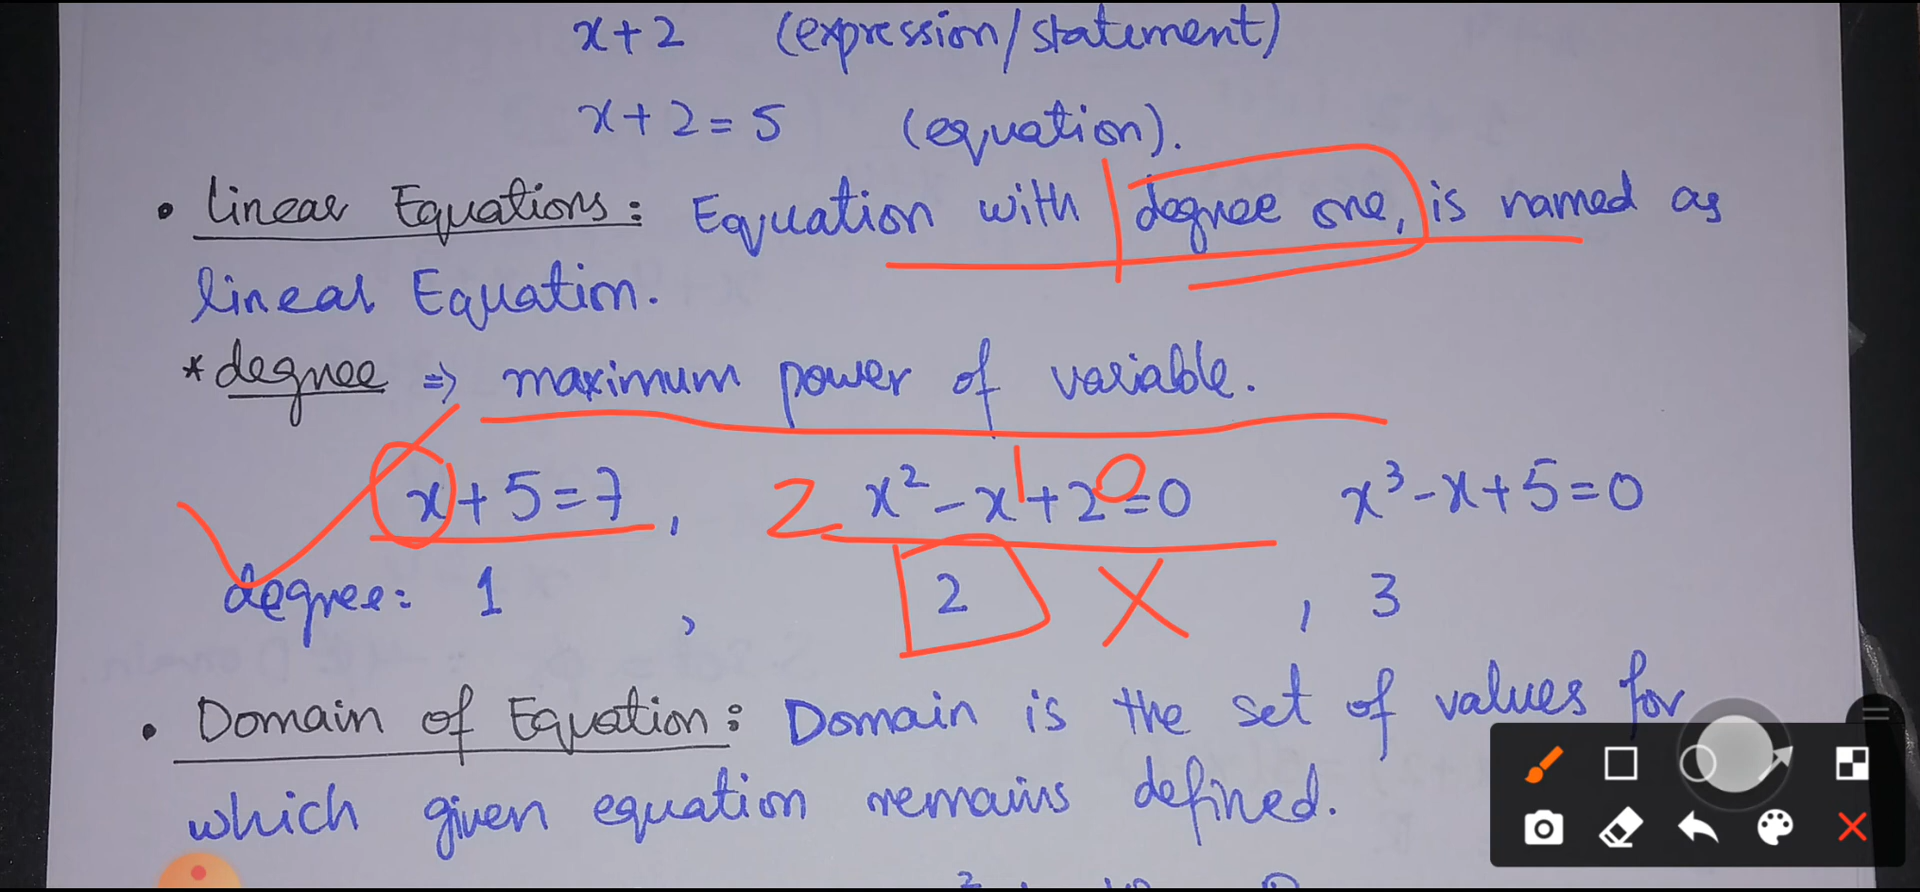 x+2 (expression/statement)
x+2=5 (equation).
• Linear Equations: Equation with degree one, is named as
linear Equation.
*degree ⇒ maximum power of variable.
x+5=7, 2 x²-x¹+2⁰=0 x³-x+5=0
degree: 1 , 2 X , 3
• Domain of Equation: Domain is the set of values for
which given equation remains defined.